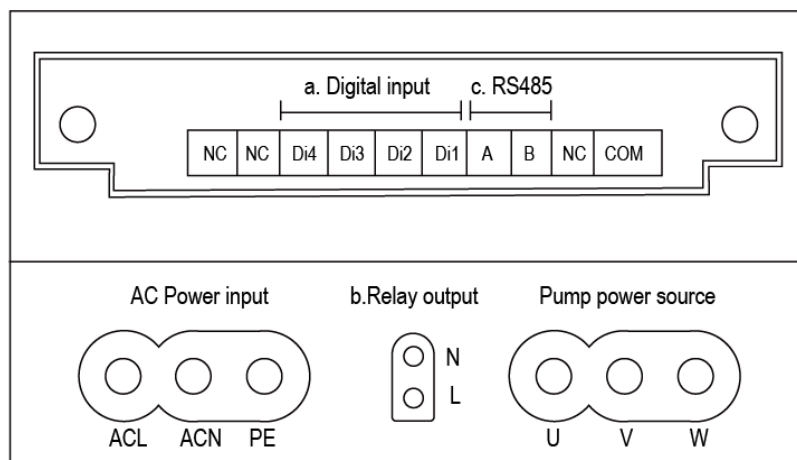 a. Digital input c. RS485
NC NC Di4 Di3 Di2 Di1 A B NC COM
AC Power input b.Relay output Pump power source
N
L
ACL ACN PE U V W